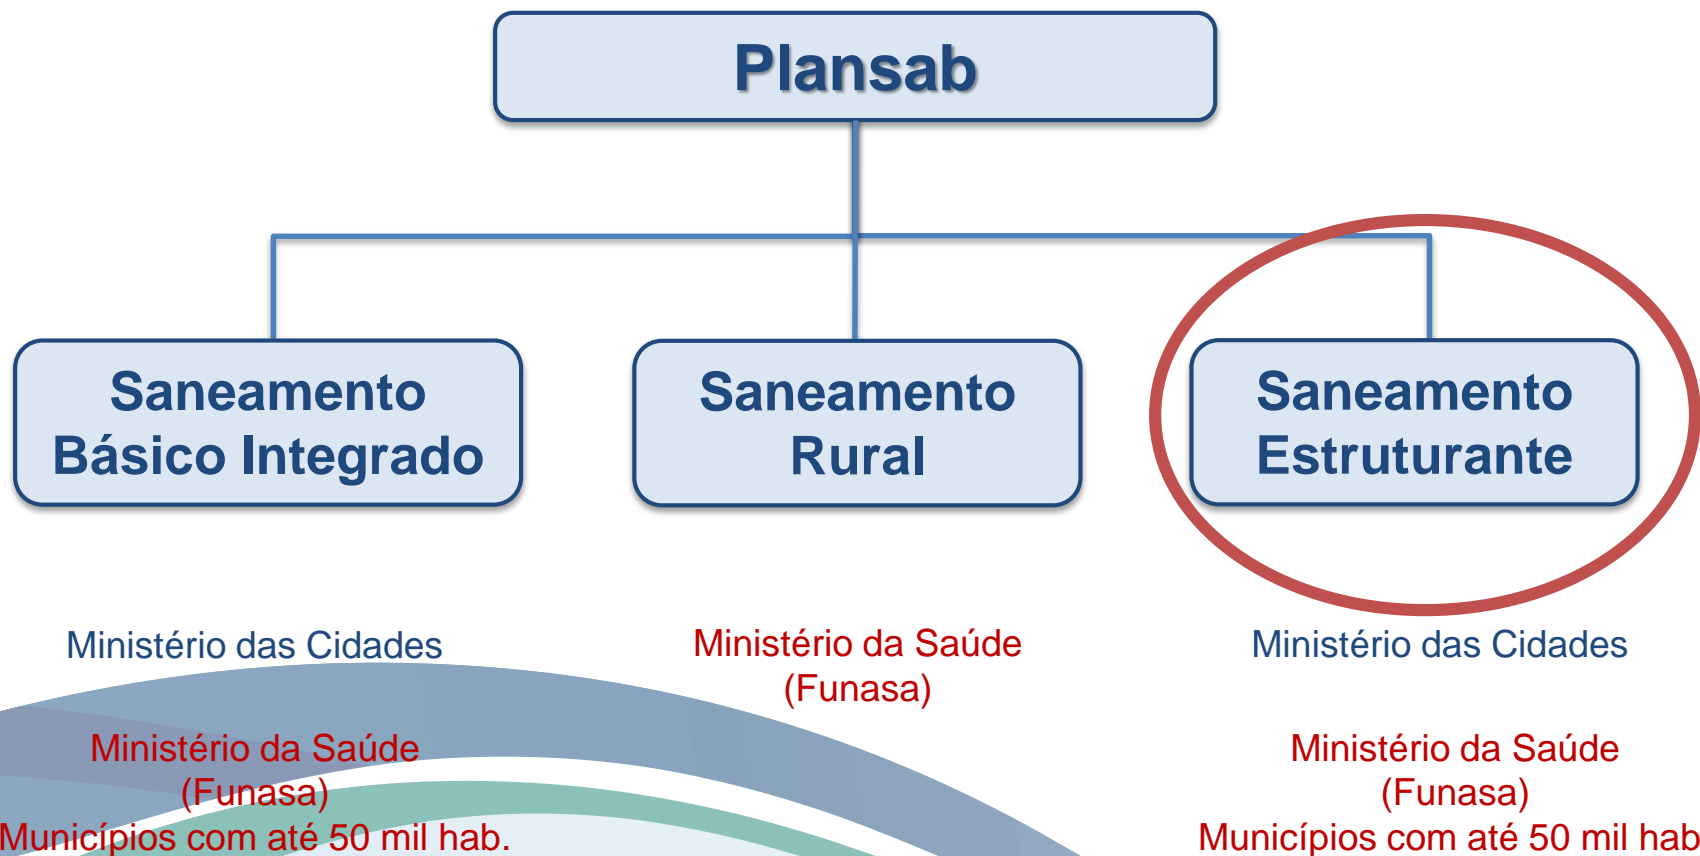 Plansab
Saneamento
Básico Integrado
Saneamento
Rural
Saneamento
Estruturante
Ministério das Cidades
Ministério da Saúde
(Funasa)
Municípios com até 50 mil hab.
Ministério da Saúde
(Funasa)
Ministério das Cidades
Ministério da Saúde
(Funasa)
Municípios com até 50 mil hab